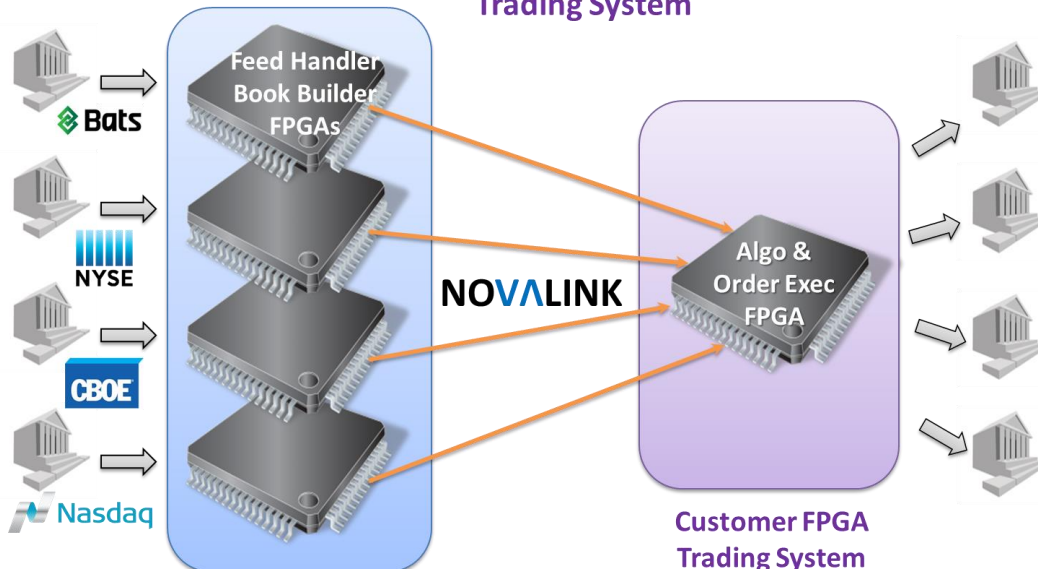 Trading System
Feed Handler
Book Builder
FPGAs
Bats
NYSE
CBOE
Nasdaq
NOVALINK
Algo &
Order Exec
FPGA
Customer FPGA
Trading System